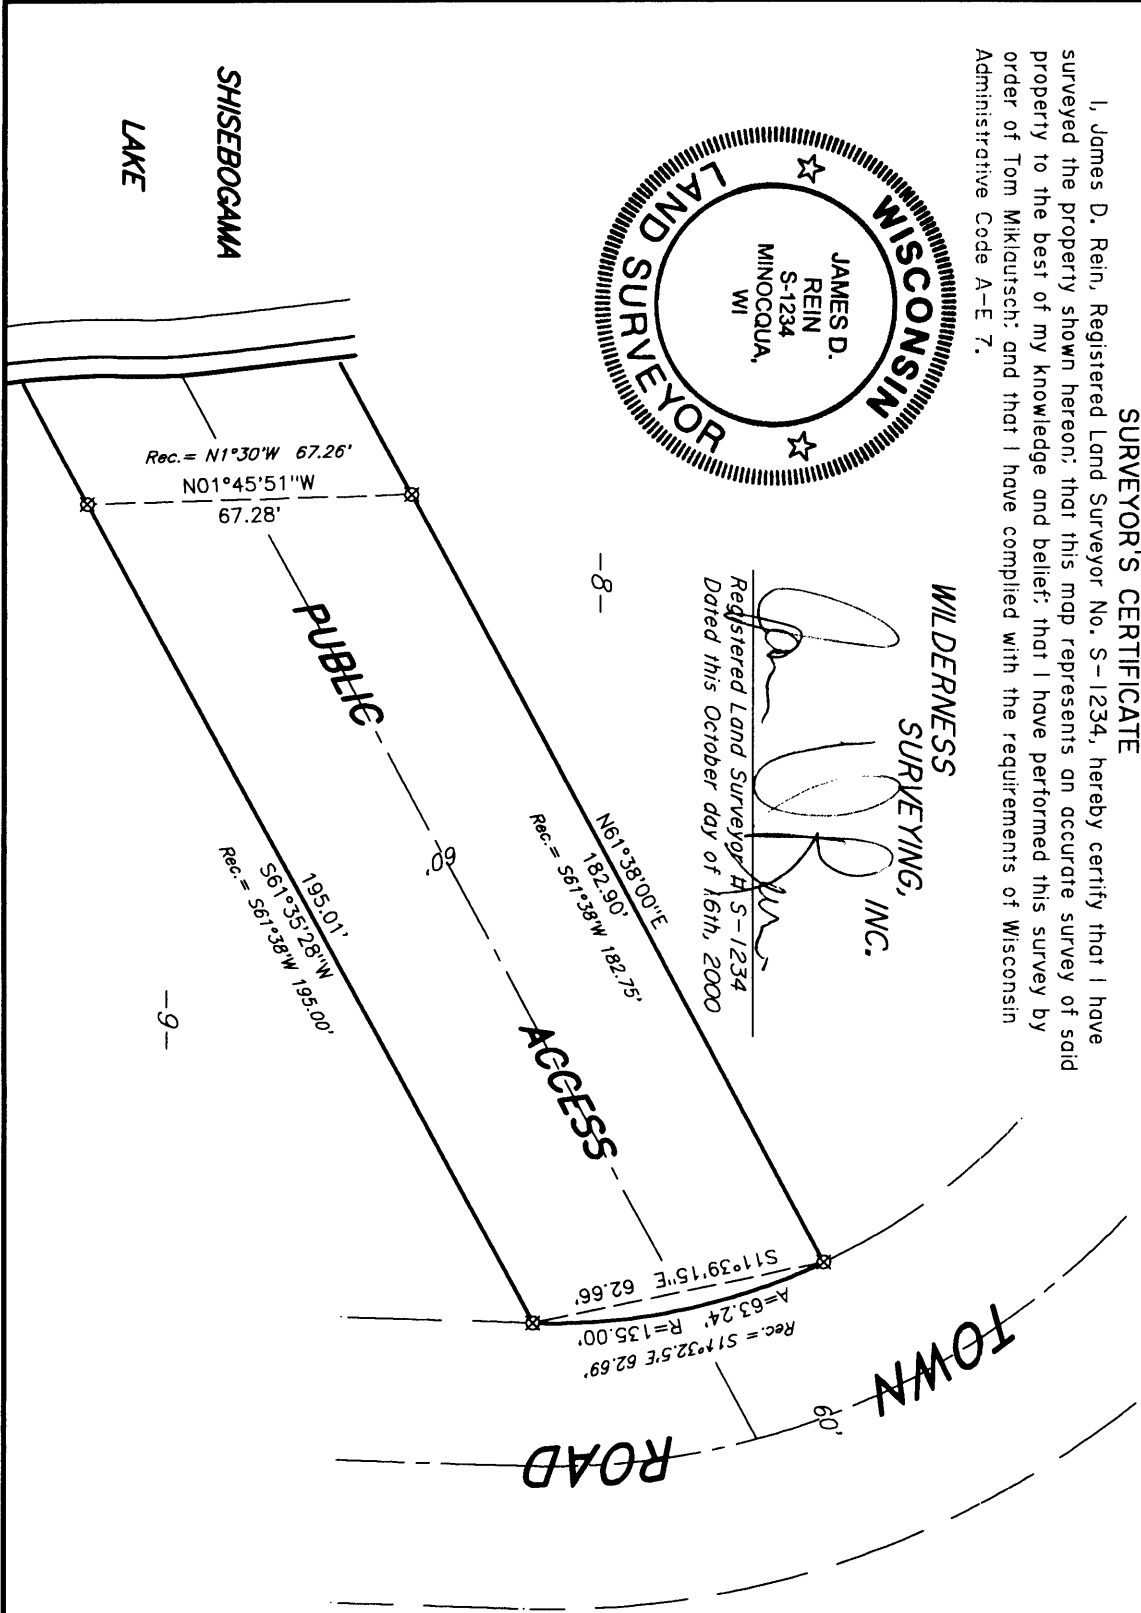 SURVEYOR'S CERTIFICATE
I, James D. Rein, Registered Land Surveyor No. S-1234, hereby certify that I have
surveyed the property shown hereon; that this map represents an accurate survey of said
property to the best of my knowledge and belief; that I have performed this survey by
order of Tom Miklautsch; and that I have complied with the requirements of Wisconsin
Administrative Code A-E 7.
WISCONSIN
JAMES D.
REIN
S-1234
MINOCQUA,
WI
LAND SURVEYOR
WILDERNESS
SURVEYING,
INC.
Registered Land Surveyor # S-1234
Dated this October day of 16th, 2000
SHISEBOGAMA
LAKE
-8-
Rec.= N1°30'W 67.26'
N01°45'51"W
67.28'
PUBLIC
60'
ACCESS
N61°38'00"E
182.90'
Rec.= S61°38'W 182.75'
195.01'
S61°35'28"W
Rec.= S61°38'W 195.00'
-9-
S11°39'15"E 62.66'
A=63.24' R=135.00'
Rec.= S11°32.5'E 62.69'
60'
TOWN
ROAD